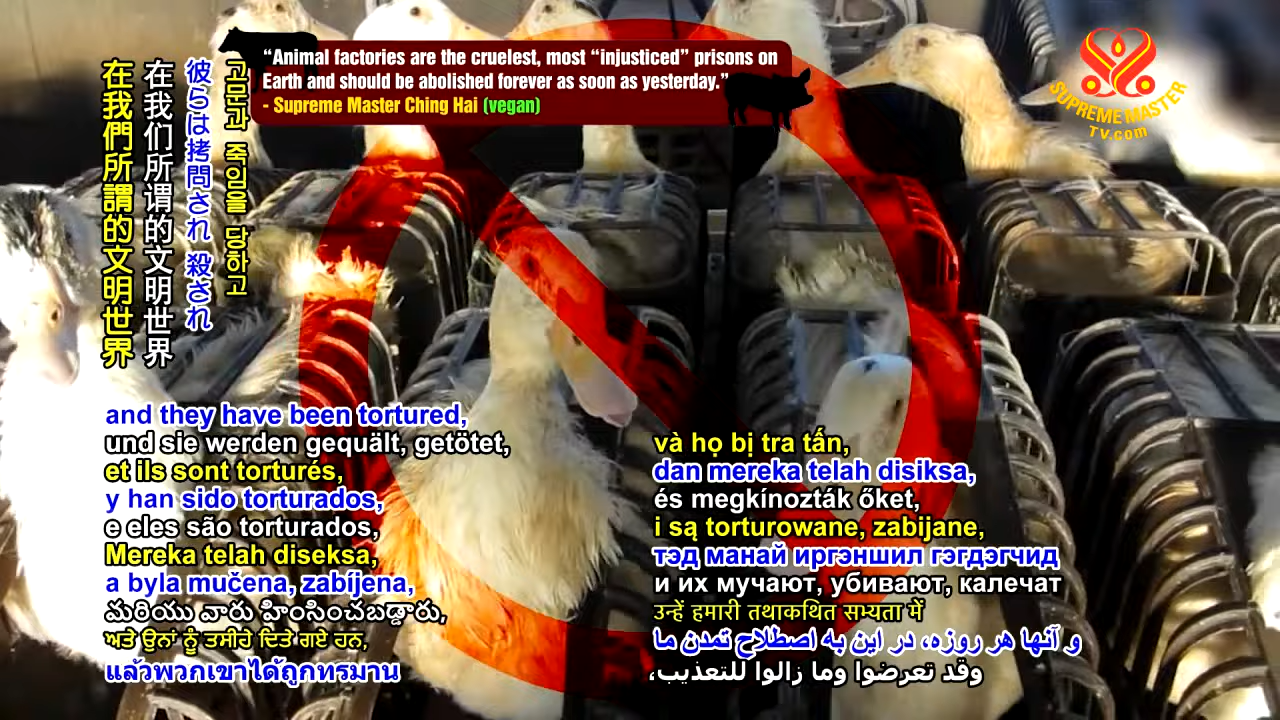 “Animal factories are the cruelest, most “injusticed” prisons on
Earth and should be abolished forever as soon as yesterday.”
- Supreme Master Ching Hai (vegan)
SUPREME MASTER
TV.com
고문과 죽임을 당하고
彼らは拷問され 殺され
在我们所谓的文明世界
在我們所謂的文明世界
and they have been tortured,
und sie werden gequält, getötet,
et ils sont torturés,
y han sido torturados,
e eles são torturados,
Mereka telah diseksa,
a byla mučena, zabíjena,
మరియు వారు హింసించబడ్డారు,
ਅਤੇ ਉਨਾਂ ਨੂੰ ਤਸੀਹੇ ਦਿਤੇ ਗਏ ਹਨ,
แล้วพวกเขาได้ถูกทรมาน
và họ bị tra tấn,
dan mereka telah disiksa,
és megkínozták őket,
i są torturowane, zabijane,
тэд манай иргэншил гэгдэгчид
и их мучают, убивают, калечат
उन्हें हमारी तथाकथित सभ्यता में
و آنها هر روزه، در این به اصطلاح تمدن ما
وقد تعرضوا وما زالوا للتعذيب،